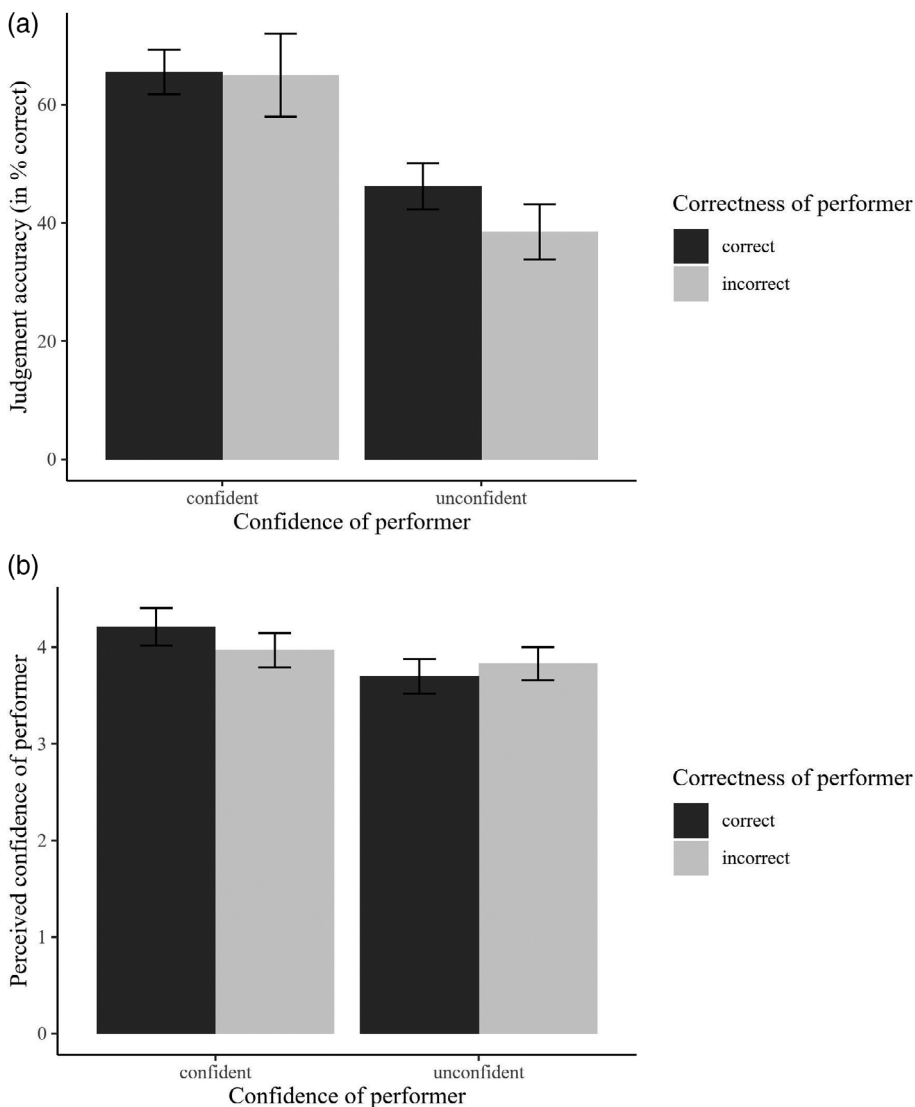 (a)
Judgement accuracy (in % correct)
60
40
20
0
confident
unconfident
Confidence of performer
Correctness of performer
correct
incorrect
(b)
Perceived confidence of performer
4
3
2
1
0
confident
unconfident
Confidence of performer
Correctness of performer
correct
incorrect